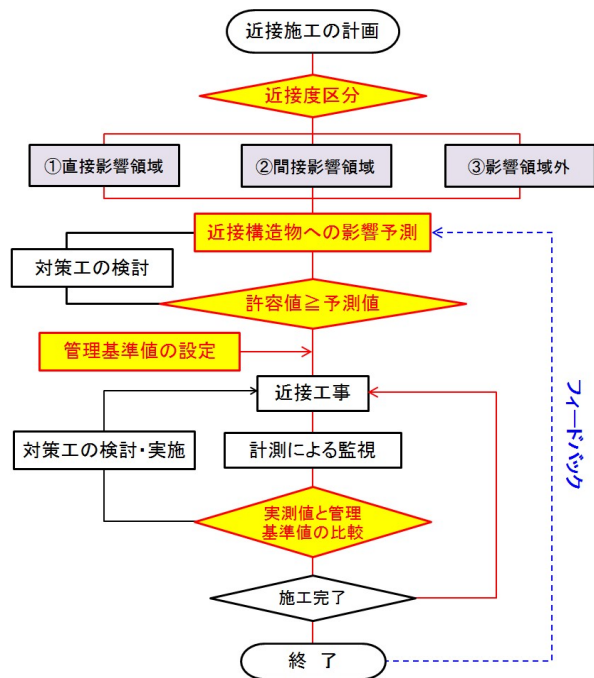 近接施工の計画
近接度区分
①直接影響領域
②間接影響領域
③影響領域外
近接構造物への影響予測
対策工の検討
許容値≧予測値
管理基準値の設定
近接工事
対策工の検討・実施
計測による監視
フィードバック
実測値と管理
基準値の比較
施工完了
終 了